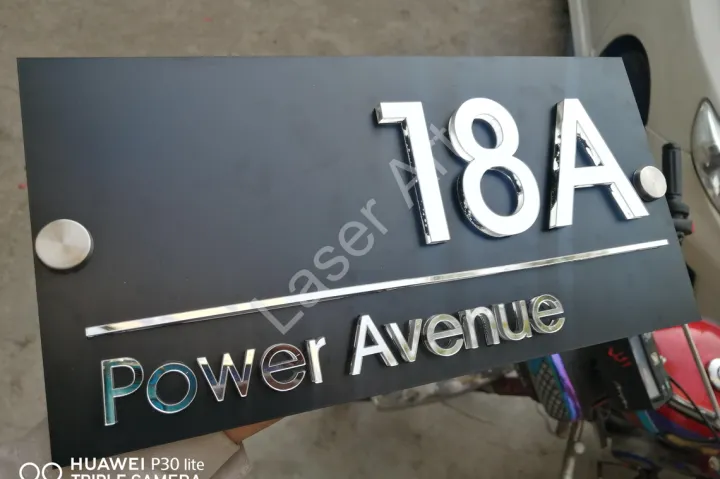 18A
Power Avenue
Laser Art
HUAWEI P30 lite
TRIPLE CAMERA